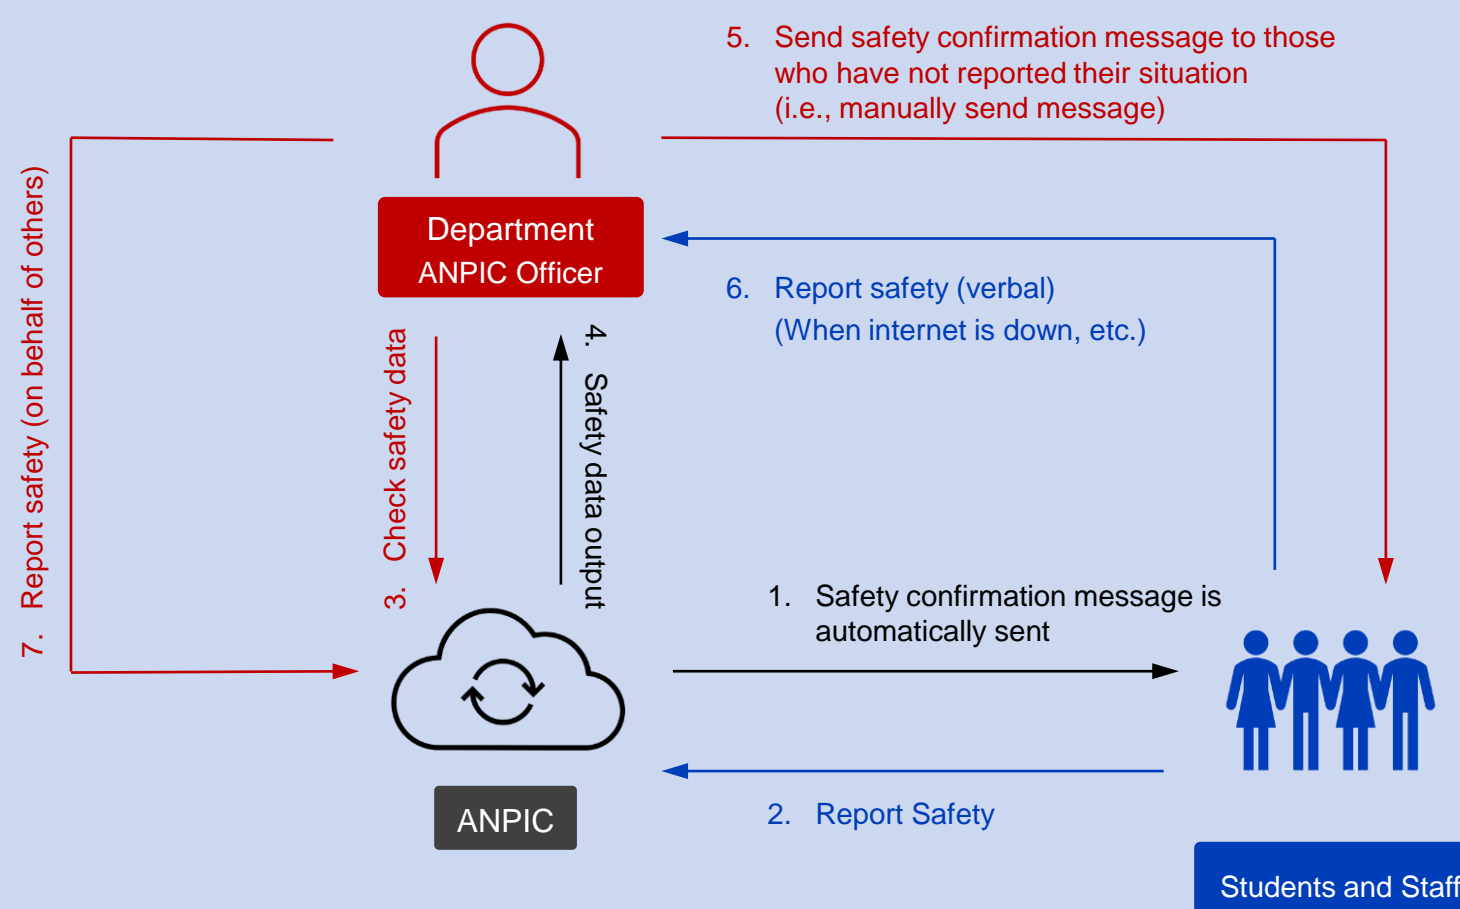 5. Send safety confirmation message to those
who have not reported their situation
(i.e., manually send message)
Department
ANPIC Officer
6. Report safety (verbal)
(When internet is down, etc.)
7. Report safety (on behalf of others)
3. Check safety data
4. Safety data output
1. Safety confirmation message is
automatically sent
2. Report Safety
ANPIC
Students and Staff